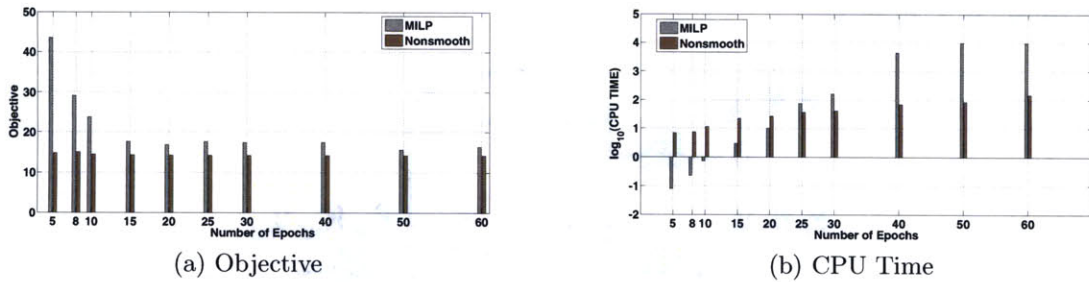 50
40
30
20
10
0
Objective
MILP
Nonsmooth
5 8 10 15 20 25 30 40 50 60
Number of Epochs
(a) Objective
5
4
3
2
1
0
-1
-2
log10(CPU TIME)
MILP
Nonsmooth
5 8 10 15 20 25 30 40 50 60
Number of Epochs
(b) CPU Time